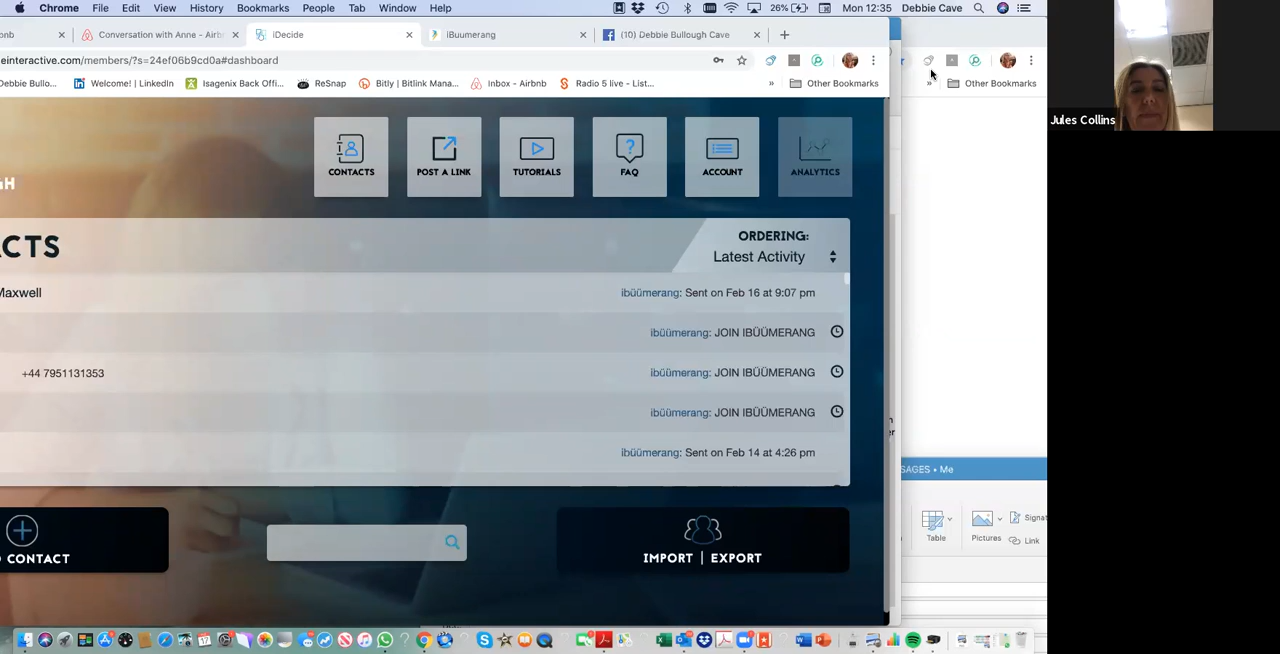 Chrome File Edit View History Bookmarks People Tab Window Help 26% Mon 12:35 Debbie Cave
nb Conversation with Anne - Airb iDecide iBuumerang (10) Debbie Bullough Cave
einteractive.com/members/?s=24ef06b9cd0a#dashboard
Debbie Bullo... Welcome! | LinkedIn Isagenix Back Offi... ReSnap Bitly | Bitlink Mana... Inbox - Airbnb Radio 5 live - List... » Other Bookmarks » Other Bookmarks
Jules Collins
CONTACTS POST A LINK TUTORIALS FAQ ACCOUNT ANALYTICS
GH
CTS
ORDERING:
Latest Activity
Maxwell ibüümerang: Sent on Feb 16 at 9:07 pm
ibüümerang: JOIN IBÜÜMERANG
+44 7951131353 ibüümerang: JOIN IBÜÜMERANG
ibüümerang: JOIN IBÜÜMERANG
ibüümerang: Sent on Feb 14 at 4:26 pm
SAGES • Me
Table Pictures Signat
Link
CONTACT
IMPORT | EXPORT